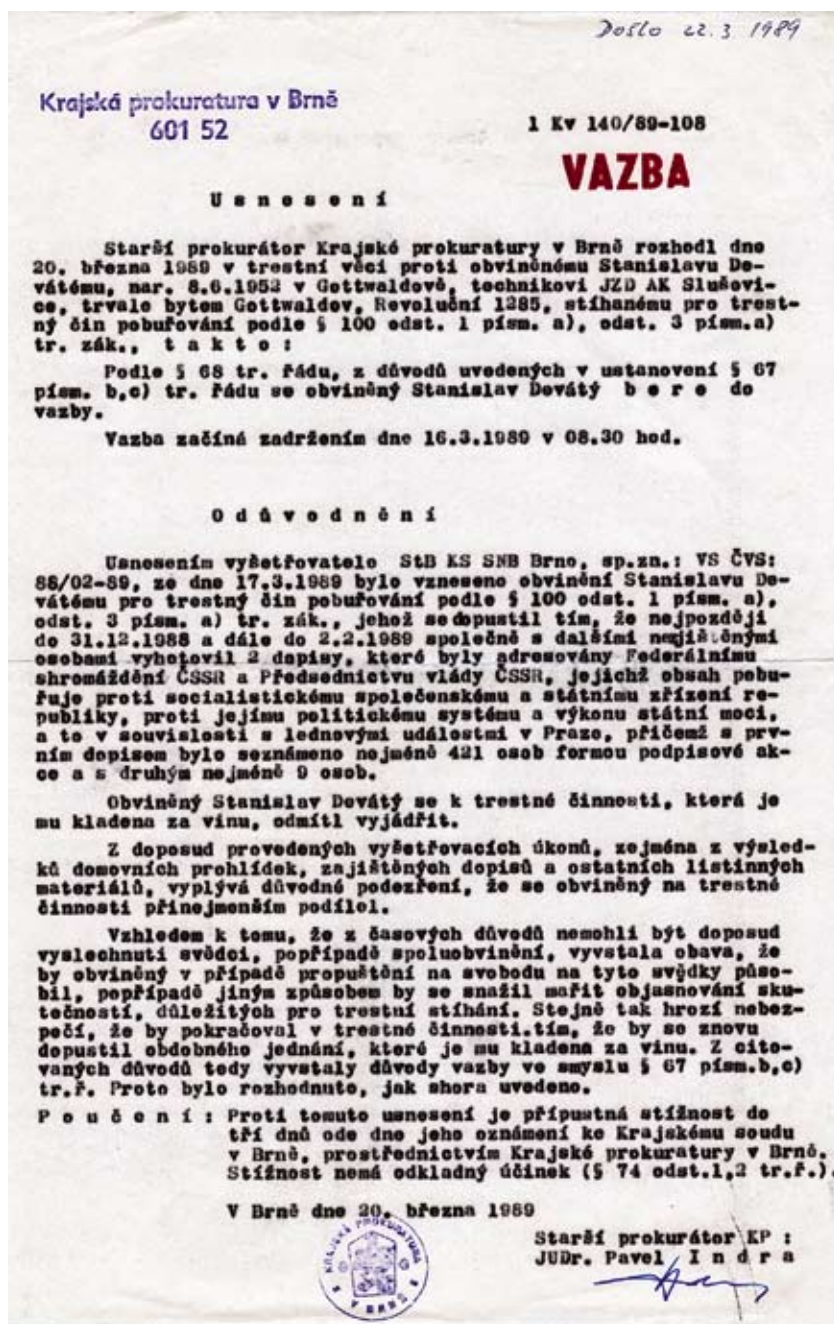 Došlo 22.3 1989
Krajská prokuratura v Brně
601 52
1 Kv 140/89-108
VAZBA
U s n e s e n í
Starší prokurátor Krajské prokuratury v Brně rozhodl dne
20. března 1989 v trestní věci proti obviněnému Stanislavu De-
vátému, nar. 8.6.1952 v Gottwaldově, technikovi JZD AK Slušovi-
ce, trvale bytem Gottwaldov, Revoluční 1285, stíhanému pro trest-
ný čin pobuřování podle § 100 odst. 1 písm. a), odst. 3 písm.a)
tr. zák., t a k t o :
Podle § 68 tr. řádu, z důvodů uvedených v ustanovení § 67
písm. b,c) tr. řádu se obviněný Stanislav Devátý b e r e do
vazby.
Vazba začíná zadržením dne 16.3.1989 v 08.30 hod.
O d ů v o d n ě n í
Usnesením vyšetřovatele StB KS SNB Brno, sp.zn.: VS ČVS:
88/02-89, ze dne 17.3.1989 bylo vzneseno obvinění Stanislavu De-
vátému pro trestný čin pobuřování podle § 100 odst. 1 písm. a),
odst. 3 písm. a) tr. zák., jehož se dopustil tím, že nejpozději
do 31.12.1988 a dále do 2.2.1989 společně s dalšími nezjištěnými
osobami vyhotovil 2 dopisy, které byly adresovány Federálnímu
shromáždění ČSSR a Předsednictvu vlády ČSSR, jejichž obsah pobu-
řuje proti socialistickému společenskému a státnímu zřízení re-
publiky, proti jejímu politickému systému a výkonu státní moci,
a to v souvislosti s lednovými událostmi v Praze, přičemž s prv-
ním dopisem bylo seznámeno nejméně 421 osob formou podpisové ak-
ce a s druhým nejméně 9 osob.
Obviněný Stanislav Devátý se k trestné činnosti, která je
mu kladena za vinu, odmítl vyjádřit.
Z doposud provedených vyšetřovacích úkonů, zejména z výsled-
ků domovních prohlídek, zajištěných dopisů a ostatních listinných
materiálů, vyplývá důvodné podezření, že se obviněný na trestné
činnosti přinejmenším podílel.
Vzhledem k tomu, že z časových důvodů nemohli být doposud
vyslechnuti svědci, popřípadě spoluobvinění, vyvstala obava, že
by obviněný v případě propuštění na svobodu na tyto svědky půso-
bil, popřípadě jiným způsobem by se snažil mařit objasnování sku-
tečností, důležitých pro trestní stíhání. Stejně tak hrozí nebez-
pečí, že by pokračoval v trestné činnosti.tím, že by se znovu
dopustil obdobného jednání, které je mu kladena za vinu. Z cito-
vaných důvodů tedy vyvstaly důvody vazby ve smyslu § 67 písm.b,c)
tr.ř. Proto bylo rozhodnuto, jak shora uvedeno.
P o u č e n í : Proti tomuto usnesení je přípustná stížnost do
tří dnů ode dne jeho oznámení ke Krajskému soudu
v Brně, prostřednictvím Krajské prokuratury v Brně.
Stížnost nemá odkladný účinek (§ 74 odst.1,2 tr.ř.).
V Brně dne 20. března 1989
Starší prokurátor KP :
JUDr. Pavel I n d r a
KRAJSKÁ PROKURATURA
V BRNĚ